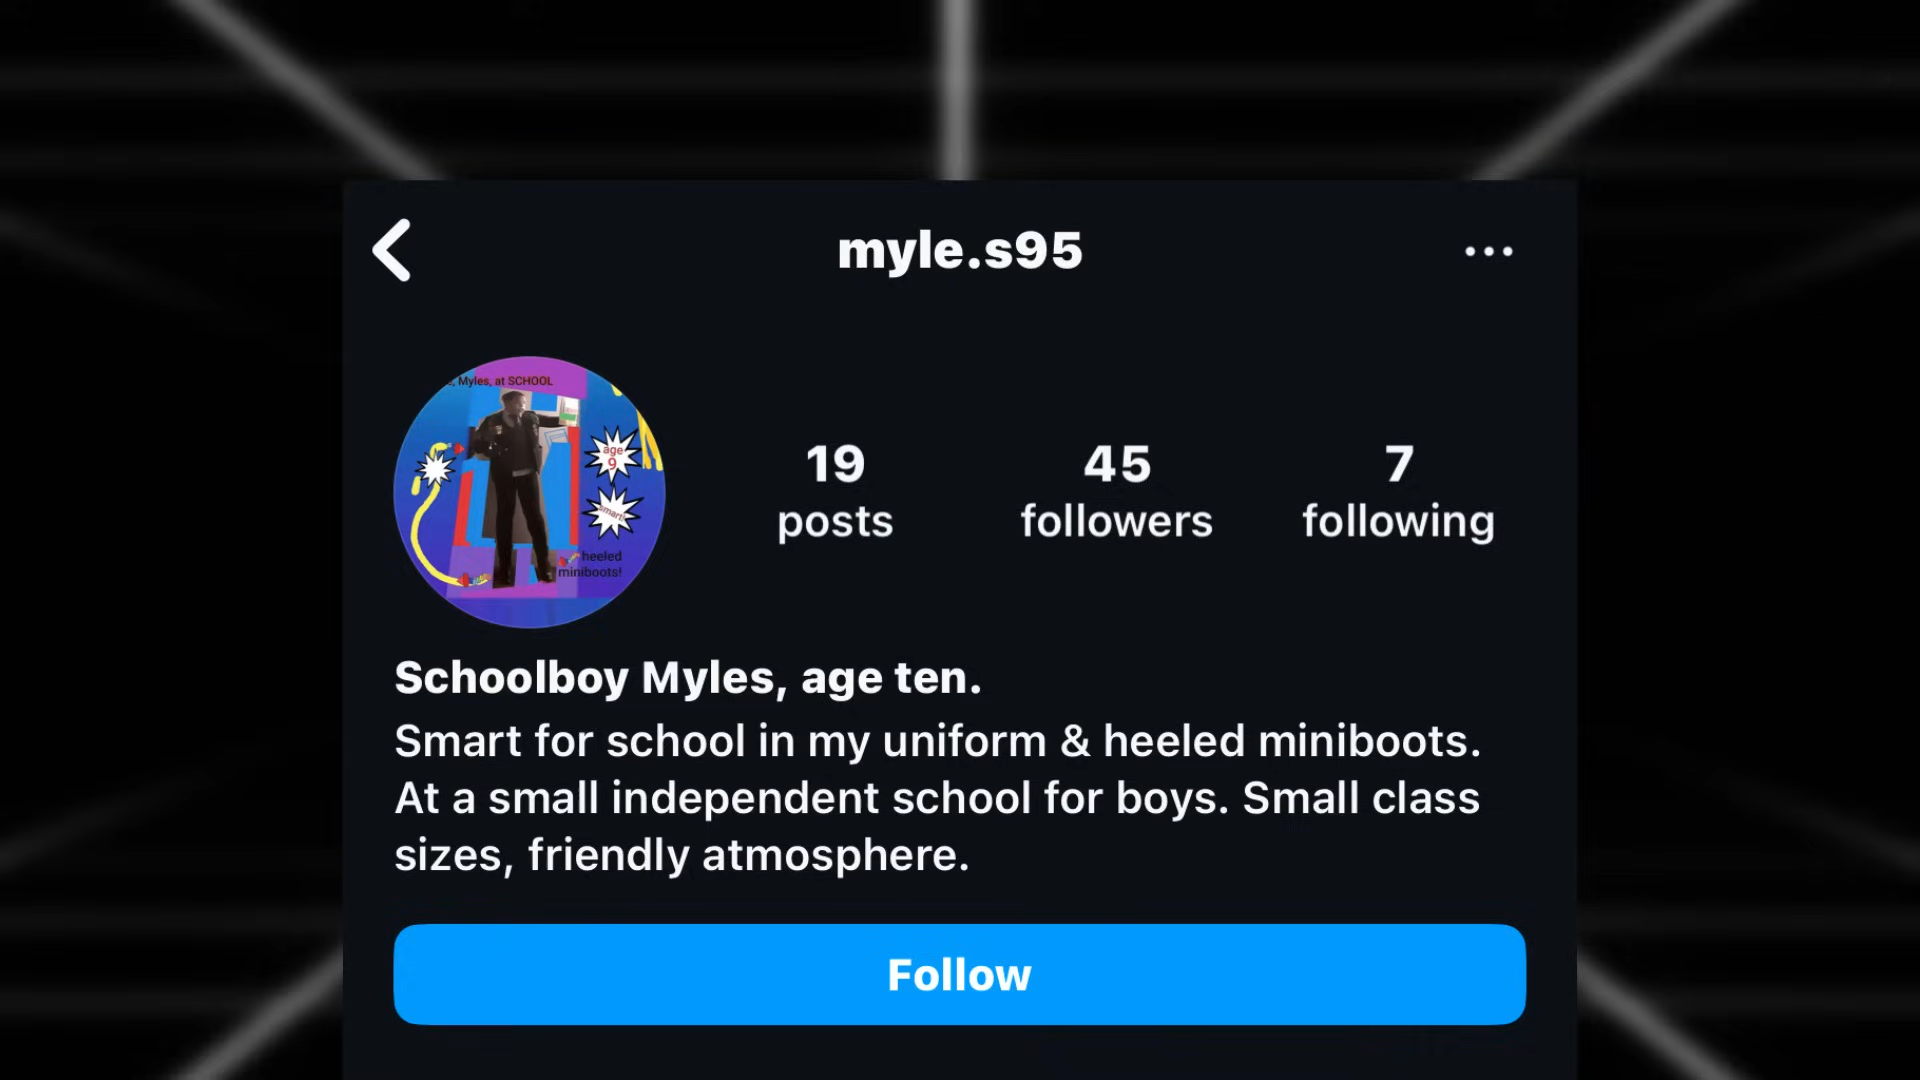 myle.s95
Myles, at SCHOOL
age
9
smart!
heeled
miniboots!
19
posts
45
followers
7
following
Schoolboy Myles, age ten.
Smart for school in my uniform & heeled miniboots.
At a small independent school for boys. Small class
sizes, friendly atmosphere.
Follow